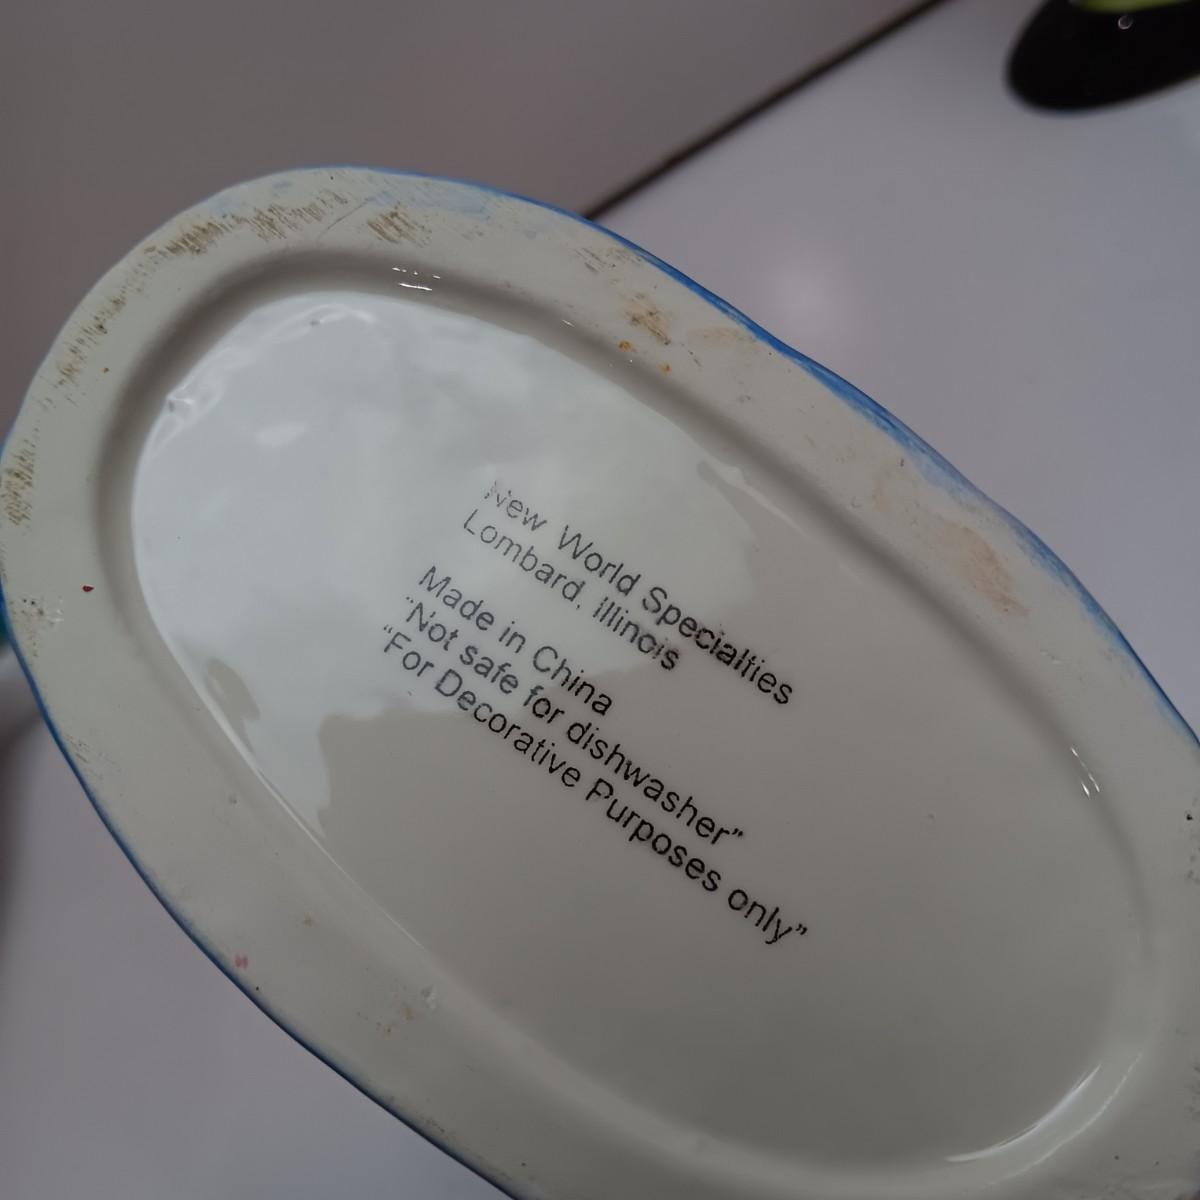 New World Specialties
Lombard, Illinois
Made in China
"Not safe for dishwasher"
"For Decorative Purposes only"